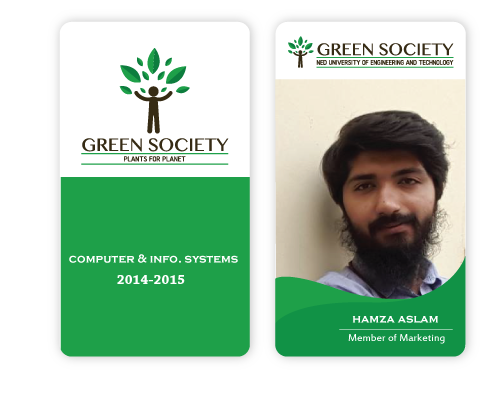 GREEN SOCIETY
PLANTS FOR PLANET
COMPUTER & INFO. SYSTEMS
2014-2015
GREEN SOCIETY
NED UNIVERSITY OF ENGINEERING AND TECHNOLOGY
HAMZA ASLAM
Member of Marketing